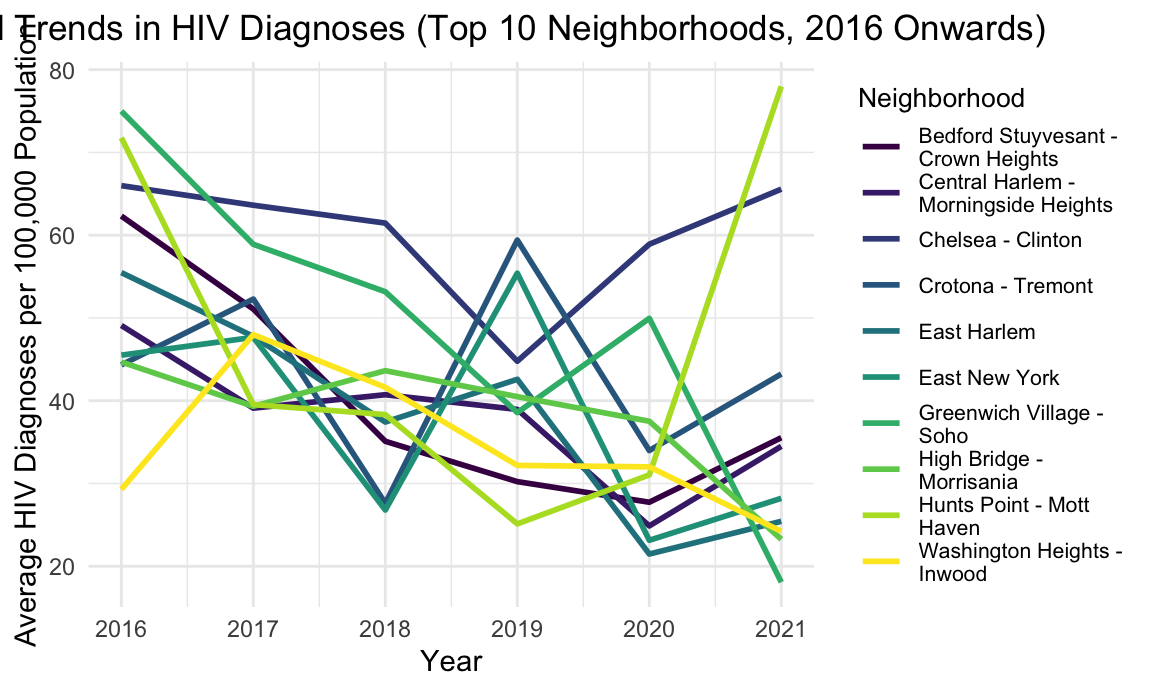 Trends in HIV Diagnoses (Top 10 Neighborhoods, 2016 Onwards)
Average HIV Diagnoses per 100,000 Population
80
60
40
20
2016 2017 2018 2019 2020 2021
Year
Neighborhood
Bedford Stuyvesant -
Crown Heights
Central Harlem -
Morningside Heights
Chelsea - Clinton
Crotona - Tremont
East Harlem
East New York
Greenwich Village -
Soho
High Bridge -
Morrisania
Hunts Point - Mott
Haven
Washington Heights -
Inwood